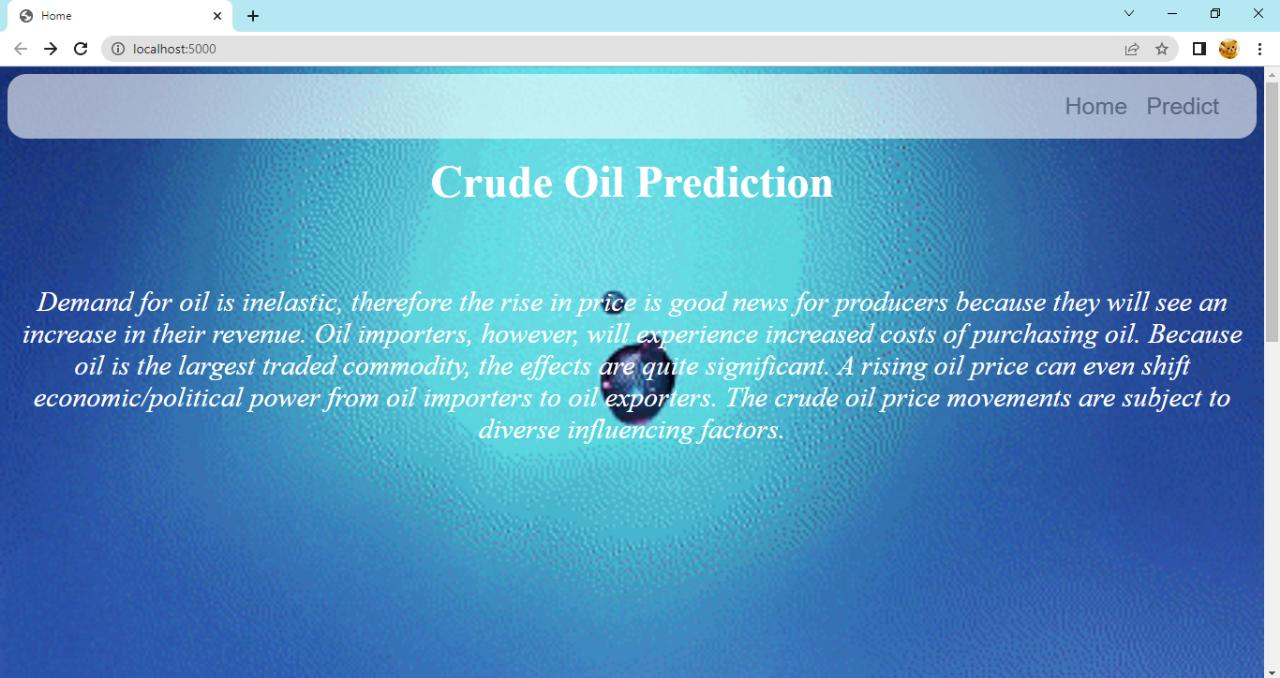 Home
localhost:5000
Home Predict
Crude Oil Prediction
Demand for oil is inelastic, therefore the rise in price is good news for producers because they will see an
increase in their revenue. Oil importers, however, will experience increased costs of purchasing oil. Because
oil is the largest traded commodity, the effects are quite significant. A rising oil price can even shift
economic/political power from oil importers to oil exporters. The crude oil price movements are subject to
diverse influencing factors.